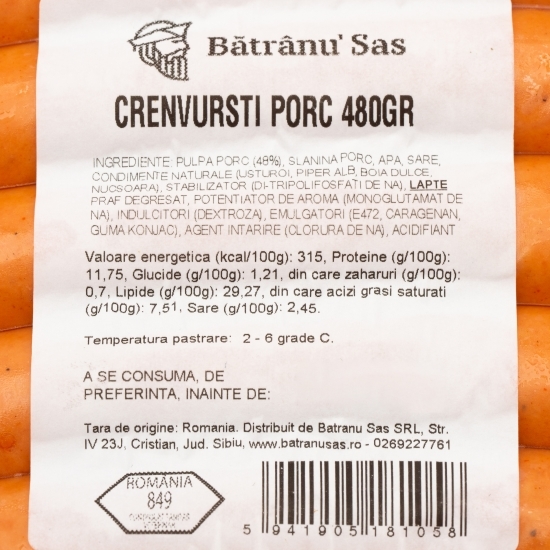 Bătrânu' Sas
CRENVURSTI PORC 480GR
INGREDIENTE: PULPA PORC (48%), SLANINA PORC, APA, SARE,
CONDIMENTE NATURALE (USTUROI, PIPER ALB, BOIA DULCE,
NUCSOARA), STABILIZATOR (DI-TRIPOLIFOSFATI DE NA), LAPTE
PRAF DEGRESAT, POTENTIATOR DE AROMA (MONOGLUTAMAT DE
NA), INDULCITORI (DEXTROZA), EMULGATORI (E472, CARAGENAN,
GUMA KONJAC), AGENT INTARIRE (CLORURA DE NA), ACIDIFIANT
Valoare energetica (kcal/100g): 315, Proteine (g/100g):
11,75, Glucide (g/100g): 1,21, din care zaharuri (g/100g):
0,7, Lipide (g/100g): 29,27, din care acizi grasi saturati
(g/100g): 7,51, Sare (g/100g): 2,45.
Temperatura pastrare: 2 - 6 grade C.
A SE CONSUMA, DE
PREFERINTA, INAINTE DE:
Tara de origine: Romania. Distribuit de Batranu Sas SRL, Str.
IV 23J, Cristian, Jud. Sibiu, www.batranusas.ro - 0269227761
ROMANIA
849
5 941905 181058